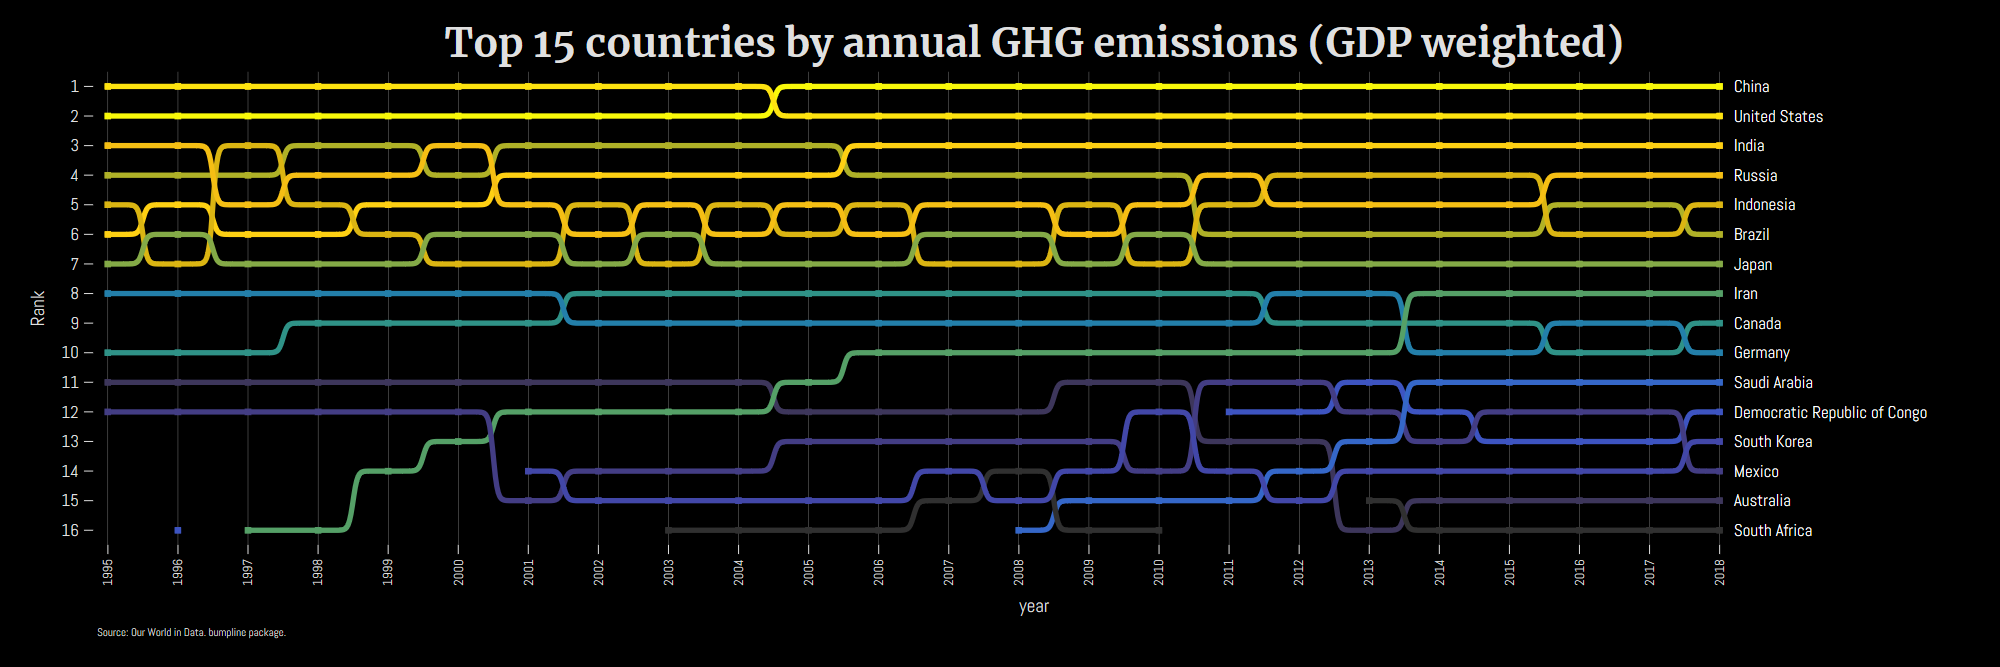 Top 15 countries by annual GHG emissions (GDP weighted)
Rank
1
2
3
4
5
6
7
8
9
10
11
12
13
14
15
16
China
United States
India
Russia
Indonesia
Brazil
Japan
Iran
Canada
Germany
Saudi Arabia
Democratic Republic of Congo
South Korea
Mexico
Australia
South Africa
1995
1996
1997
1998
1999
2000
2001
2002
2003
2004
2005
2006
2007
2008
2009
2010
2011
2012
2013
2014
2015
2016
2017
2018
year
Source: Our World in Data. bumpline package.